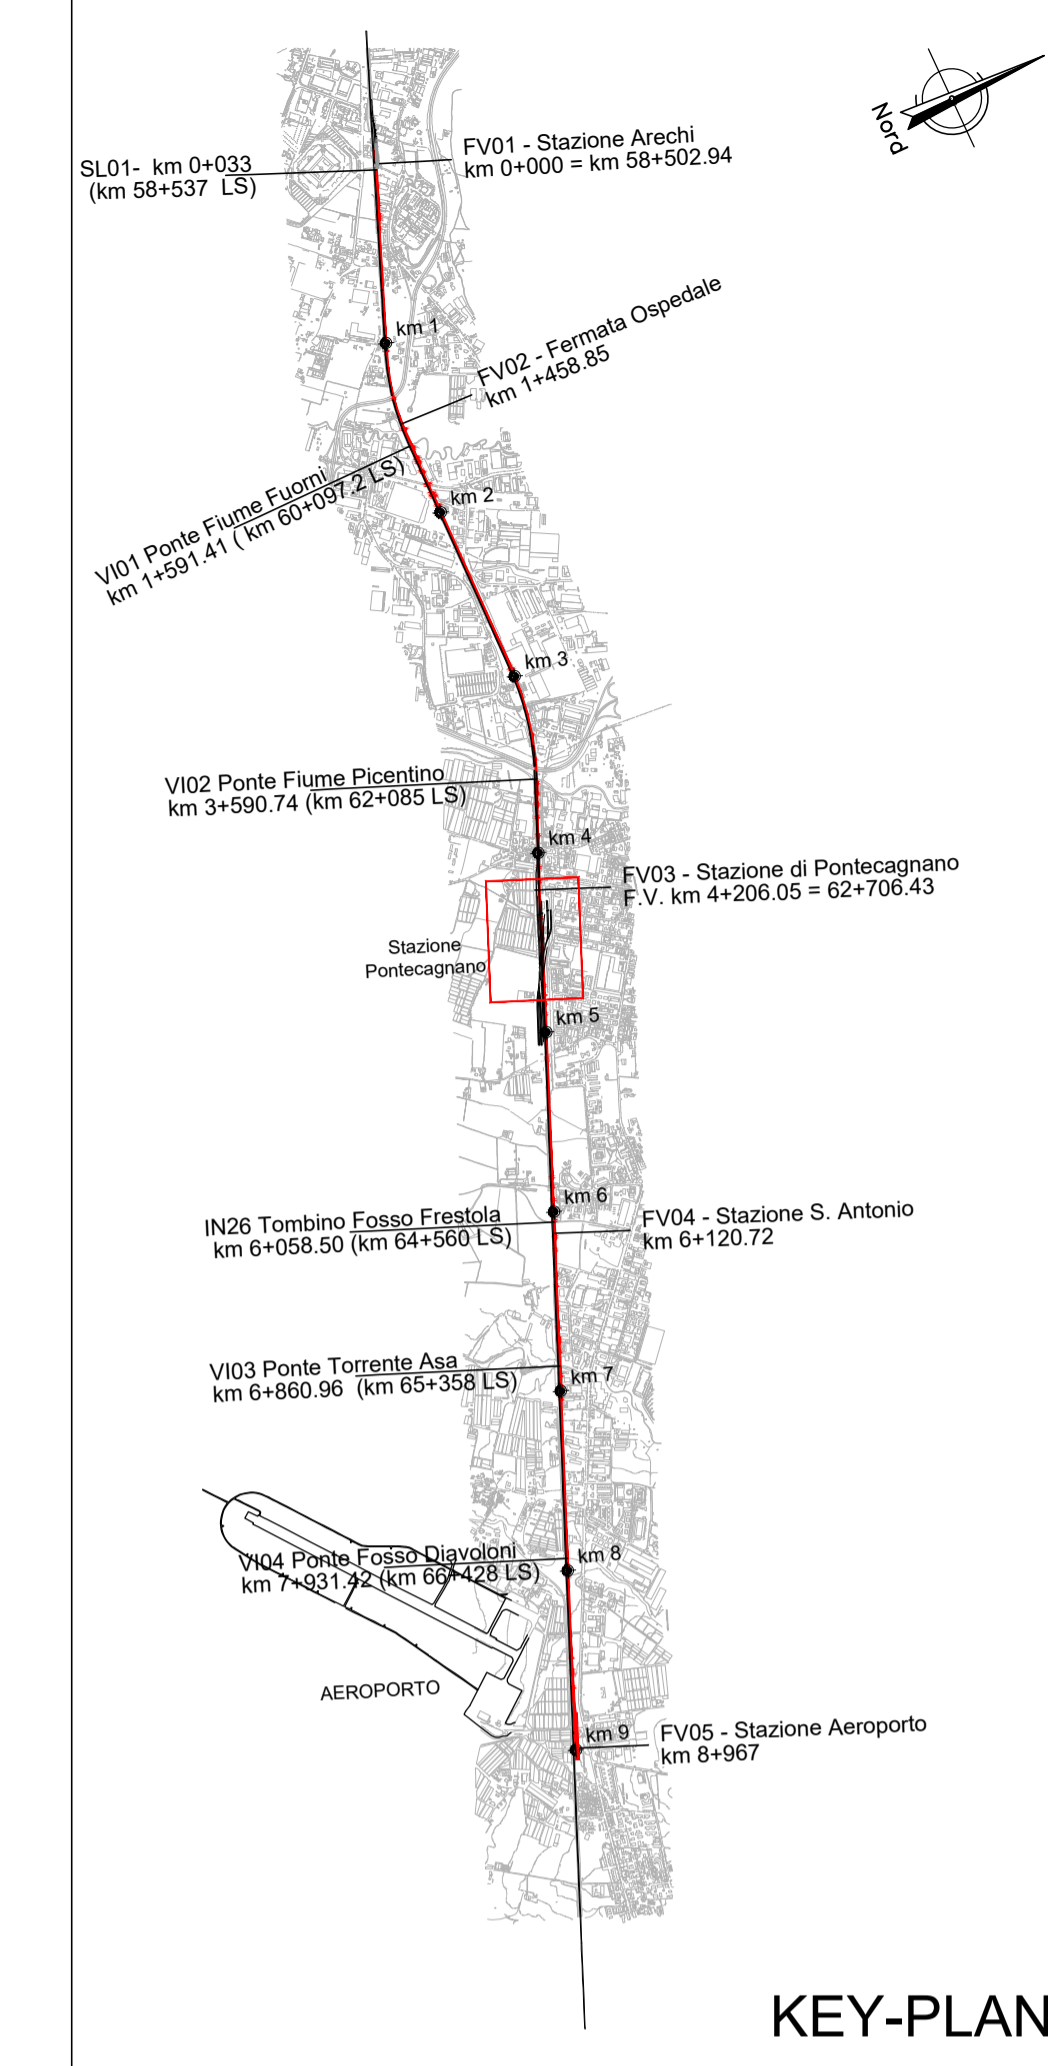 Nord
FV01 - Stazione Arechi
km 0+000 = km 58+502.94
SL01- km 0+033
(km 58+537 LS)
km 1
FV02 - Fermata Ospedale
km 1+458.85
VI01 Ponte Fiume Fuorni
km 1+591.41 ( km 60+097.2 LS)
km 2
km 3
VI02 Ponte Fiume Picentino
km 3+590.74 (km 62+085 LS)
km 4
FV03 - Stazione di Pontecagnano
F.V. km 4+206.05 = 62+706.43
Stazione
Pontecagnano
km 5
km 6
IN26 Tombino Fosso Frestola
km 6+058.50 (km 64+560 LS)
FV04 - Stazione S. Antonio
km 6+120.72
VI03 Ponte Torrente Asa
km 6+860.96 (km 65+358 LS)
km 7
VI04 Ponte Fosso Diavoloni
km 7+931.42 (km 66+428 LS)
km 8
AEROPORTO
km 9
FV05 - Stazione Aeroporto
km 8+967
KEY-PLAN